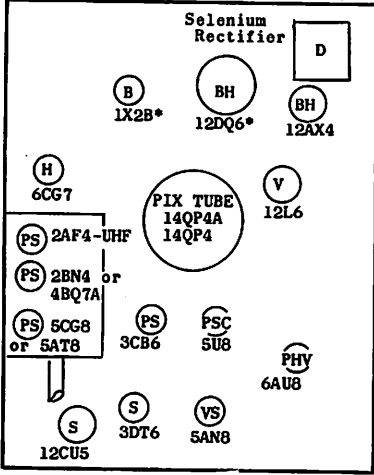 Selenium
Rectifier
D
B
1X2B*
BH
12DQ6*
BH
12AX4
H
6CG7
PIX TUBE
14QP4A
14QP4
V
12L6
PS 2AF4-UHF
PS 2BN4 or
4BQ7A
PS 5CG8
or 5AT8
PS
3CB6
PSC
5U8
PHV
6AU8
S
12CU5
S
3DT6
VS
5AN8